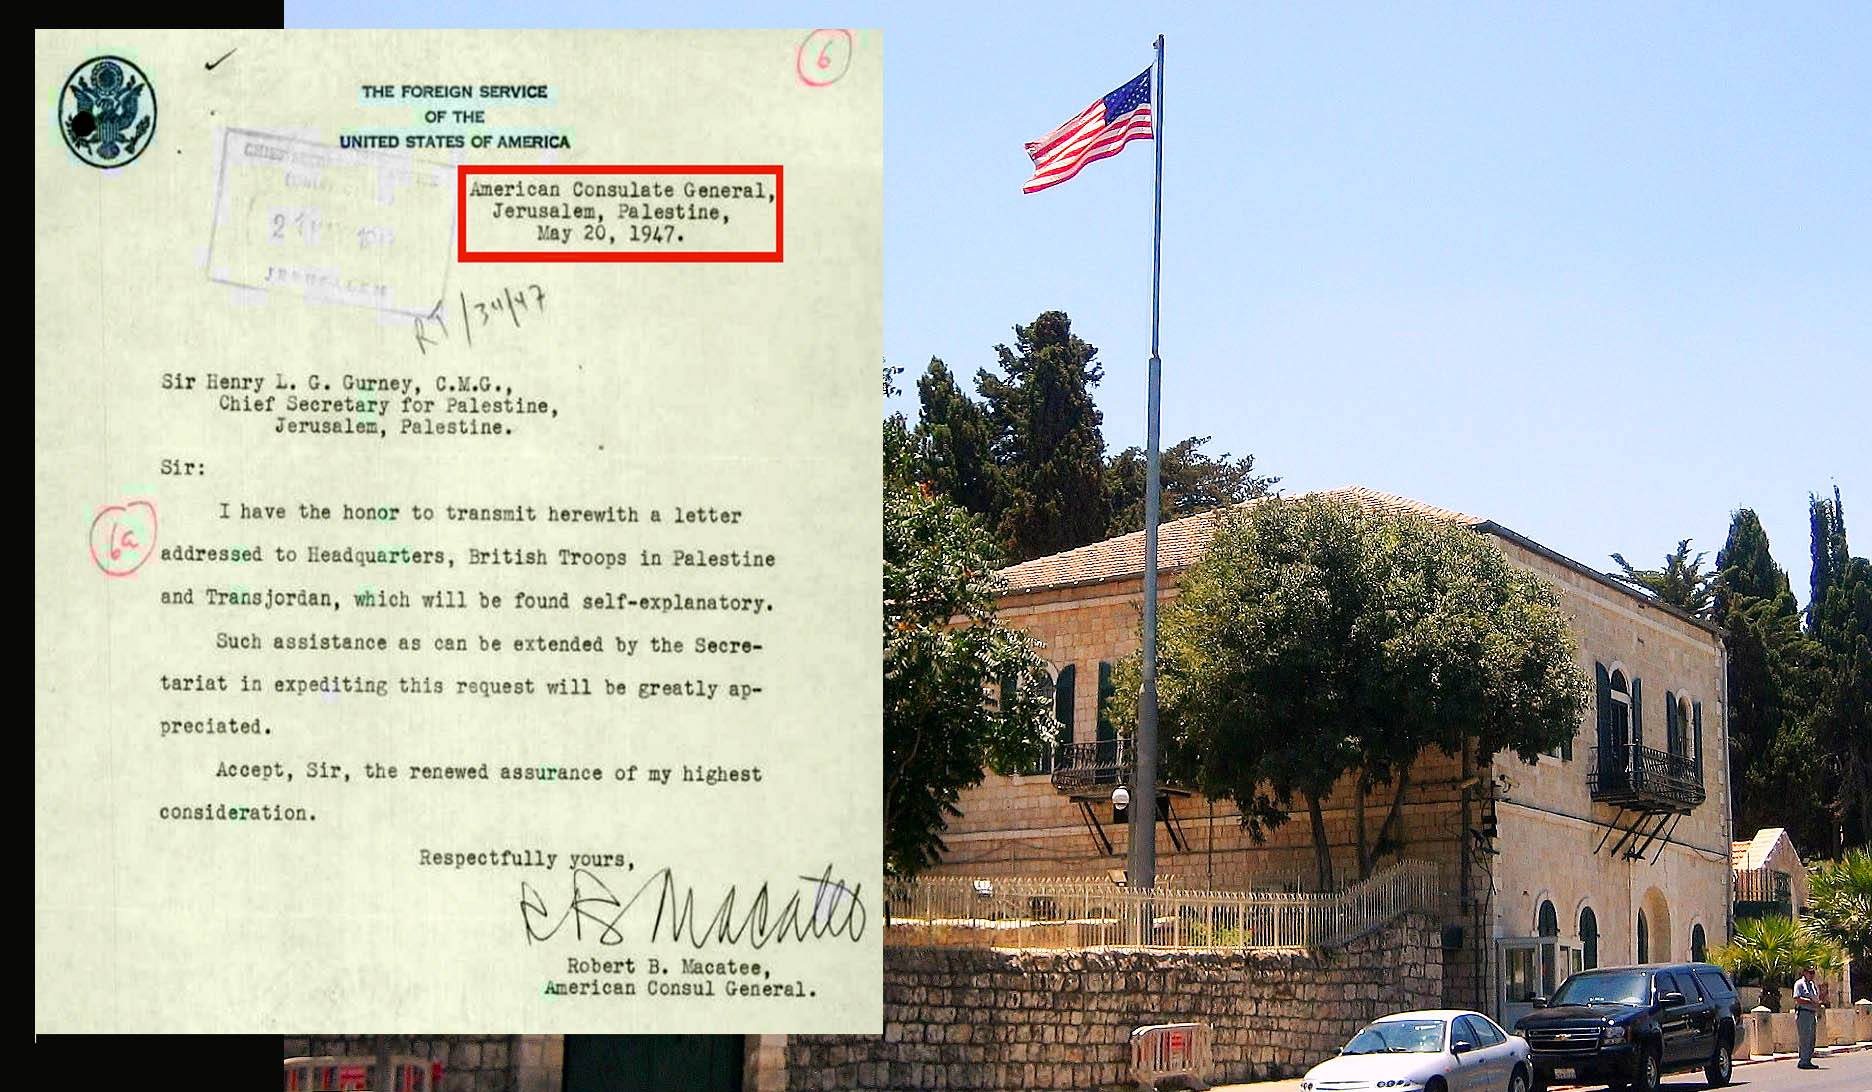 6
THE FOREIGN SERVICE
OF THE
UNITED STATES OF AMERICA
American Consulate General,
Jerusalem, Palestine,
May 20, 1947.
JERUSALEM
/34/47
Sir Henry L. G. Gurney, C.M.G.,
Chief Secretary for Palestine,
Jerusalem, Palestine.
Sir:
I have the honor to transmit herewith a letter
6a
addressed to Headquarters, British Troops in Palestine
and Transjordan, which will be found self-explanatory.
Such assistance as can be extended by the Secre-
tariat in expediting this request will be greatly ap-
preciated.
Accept, Sir, the renewed assurance of my highest
consideration.
Respectfully yours,
R B Macatee
Robert B. Macatee,
American Consul General.